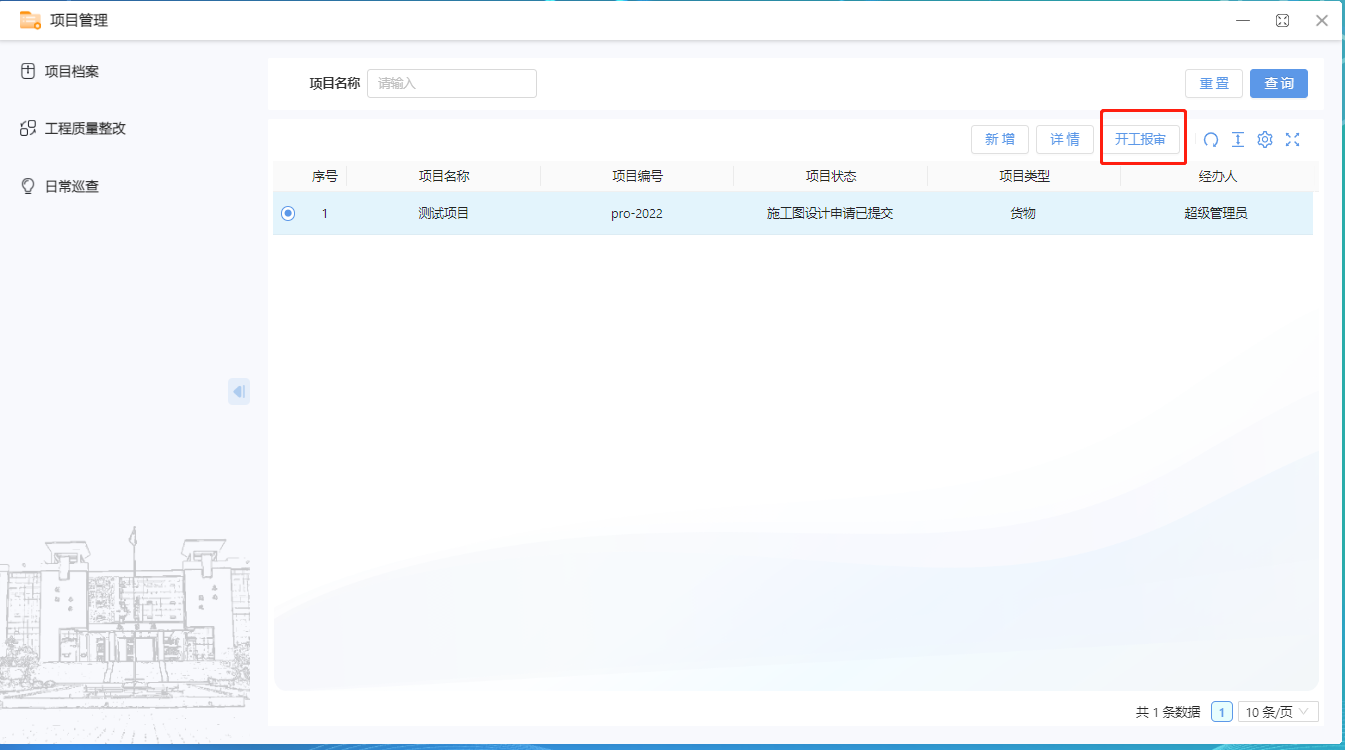 项目管理
项目档案
工程质量整改
日常巡查
项目名称 请输入 重置 查询
新增 详情 开工报审
序号 项目名称 项目编号 项目状态 项目类型 经办人
1 测试项目 pro-2022 施工图设计申请已提交 货物 超级管理员
共 1 条数据 1 10 条/页